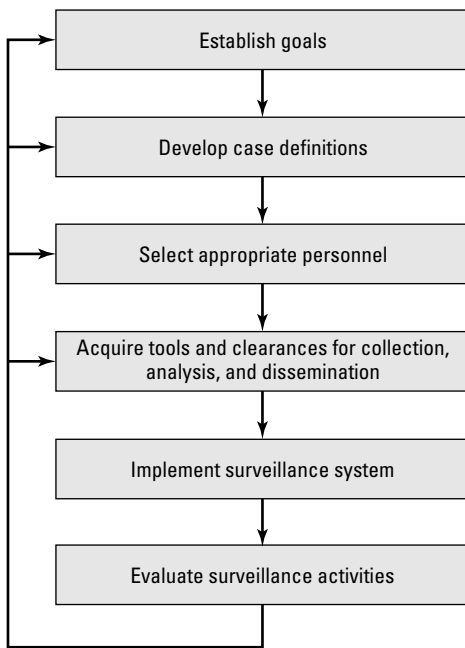 Establish goals
Develop case definitions
Select appropriate personnel
Acquire tools and clearances for collection,
analysis, and dissemination
Implement surveillance system
Evaluate surveillance activities